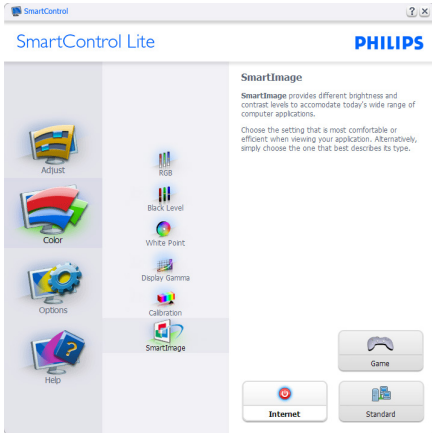 SmartControl
SmartControl Lite
PHILIPS
Adjust
Color
Options
Help
RGB
Black Level
White Point
Display Gamma
Calibration
SmartImage
SmartImage
SmartImage provides different brightness and
contrast levels to accomodate today's wide range of
computer applications.
Choose the setting that is most comfortable or
efficient when viewing your application. Alternatively,
simply choose the one that best describes its type.
Game
Internet
Standard